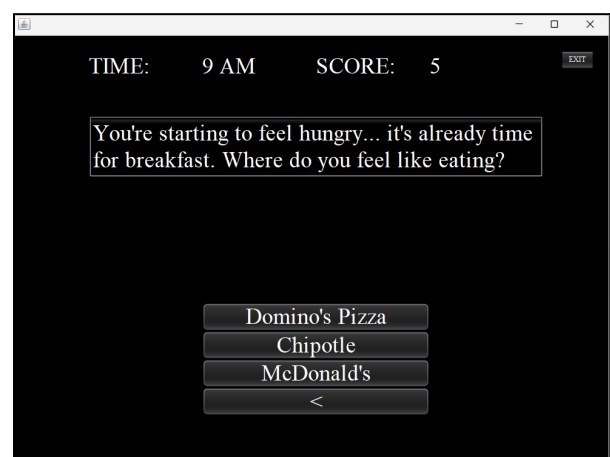 TIME: 9 AM SCORE: 5
EXIT
You're starting to feel hungry... it's already time
for breakfast. Where do you feel like eating?
Domino's Pizza
Chipotle
McDonald's
<